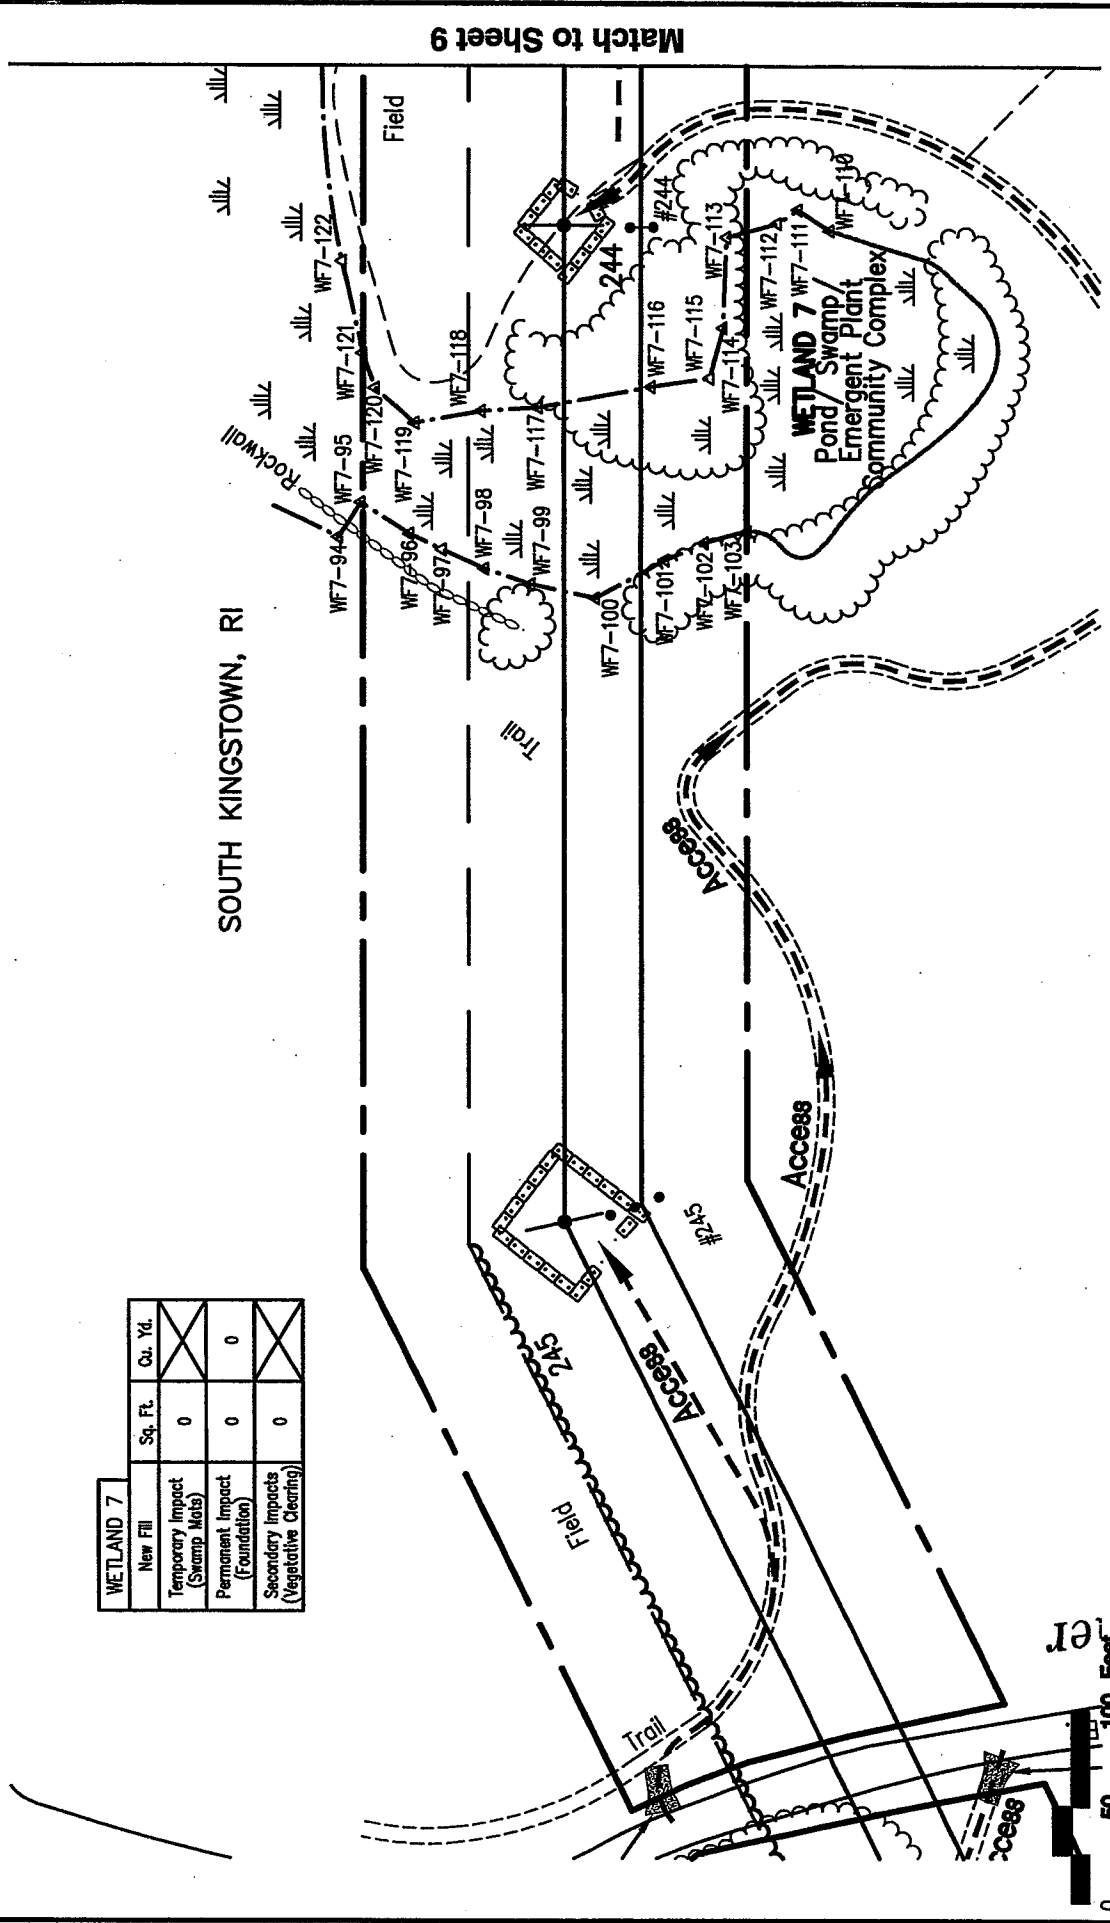 Match to Sheet 9
SOUTH KINGSTOWN, RI
WETLAND 7
New Fill Sq. Ft. Cu. Yd.
Temporary Impact
(Swamp Mats)
0
Permanent Impact
(Foundation)
0 0
Secondary Impacts
(Vegetative Clearing)
0
Field
Rockwall
WF7-94
WF7-95
WF7-96
WF7-97
WF7-98
WF7-99
WF7-100
WF7-101
WF7-102
WF7-103
WF7-122
WF7-121
WF7-120
WF7-119
WF7-118
WF7-117
WF7-116
WF7-115
WF7-114
WF7-113
WF7-112
WF7-111
WF7-110
244
#244
WETLAND 7
Pond/ Swamp/
Emergent Plant
Community Complex
Trail
Access
Access
245
#245
Access
Field
Trail
0 50 100 Feet